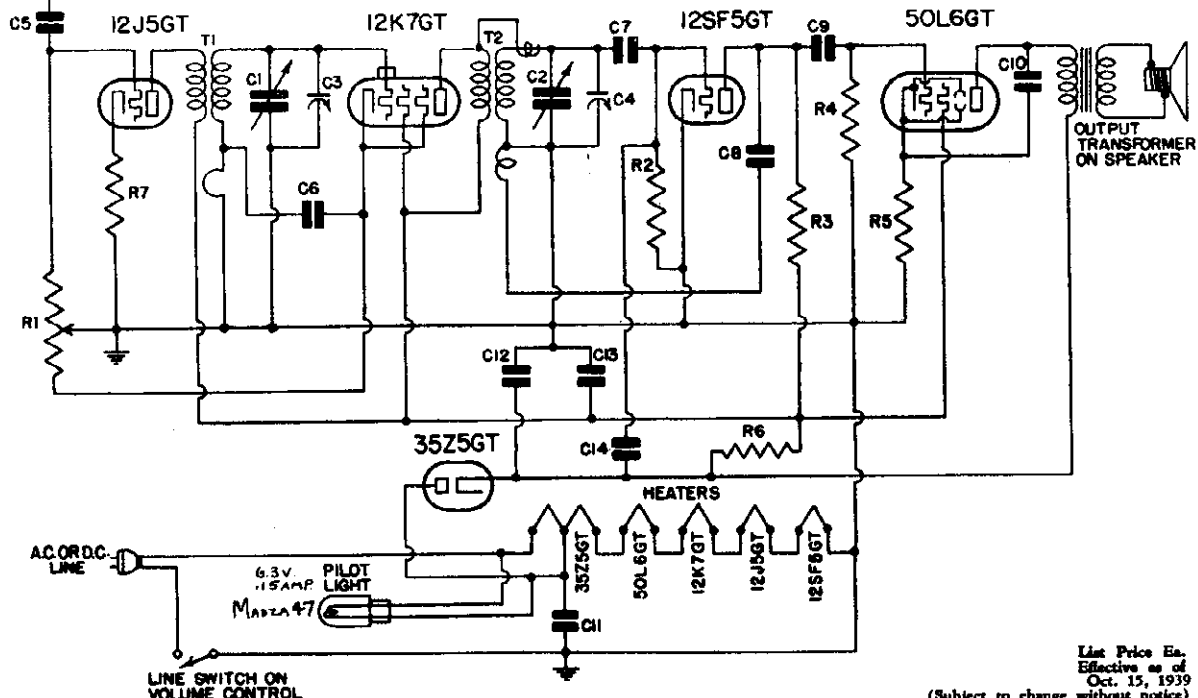 C5
12J5GT
T1
12K7GT
T2
C7
12SF5GT
C9
50L6GT
C1
C3
C2
C4
R4
C10
OUTPUT
TRANSFORMER
ON SPEAKER
R7
C6
R2
C8
R3
R5
R1
C12
C13
35Z5GT
C14
R6
HEATERS
A.C. OR D.C.
LINE
6.3 V.
.15 AMP.
PILOT
LIGHT
MAZDA 47
35Z5GT
50L6GT
12K7GT
12J5GT
12SF5GT
C11
LINE SWITCH ON
VOLUME CONTROL
List Price Ea.
Effective as of
Oct. 15, 1939
(Subject to change without notice)